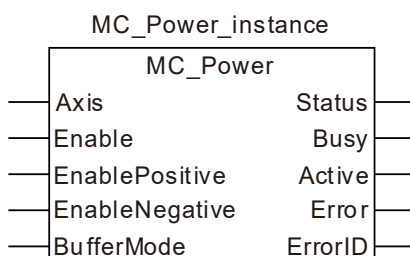 MC_Power_instance
MC_Power
Axis Status
Enable Busy
EnablePositive Active
EnableNegative Error
BufferMode ErrorID